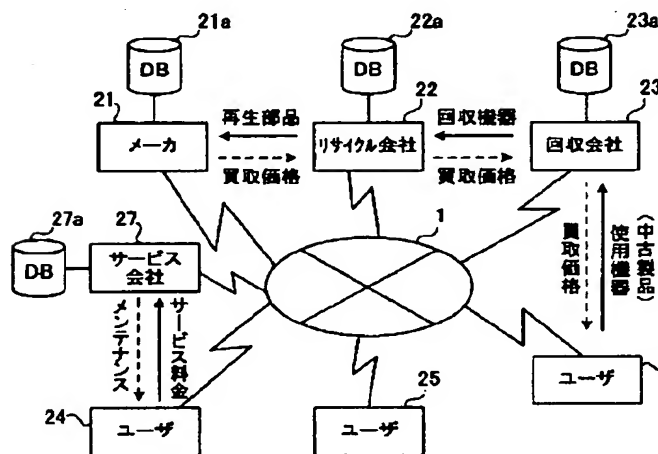 21a
22a
23a
DB
DB
DB
21
22
23
メーカ
再生部品
買取価格
リサイクル会社
回収機器
買取価格
回収会社
27a
27
DB
サービス
会社
1
買取価格
使用機器
(中古製品)
メンテナンス
サービス料金
24
ユーザ
25
ユーザ
ユーザ